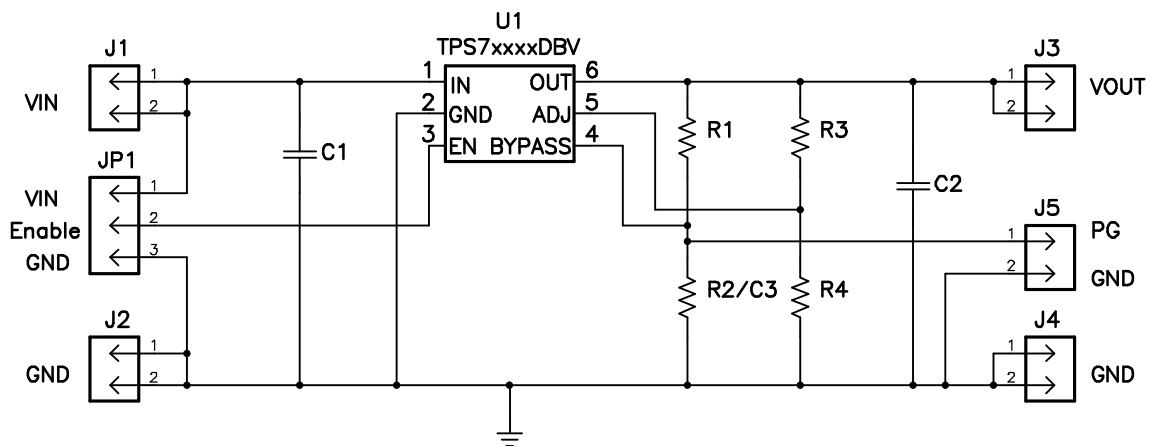 U1
TPS7xxxxDBV
J1
1
2
VIN
JP1
VIN
1
Enable
2
GND
3
J2
1
GND
2
C1
1
IN
2
GND
3
EN
OUT
6
ADJ
5
BYPASS
4
R1
R3
R2/C3
R4
C2
J3
1
VOUT
2
J5
1
PG
2
GND
J4
1
GND
2